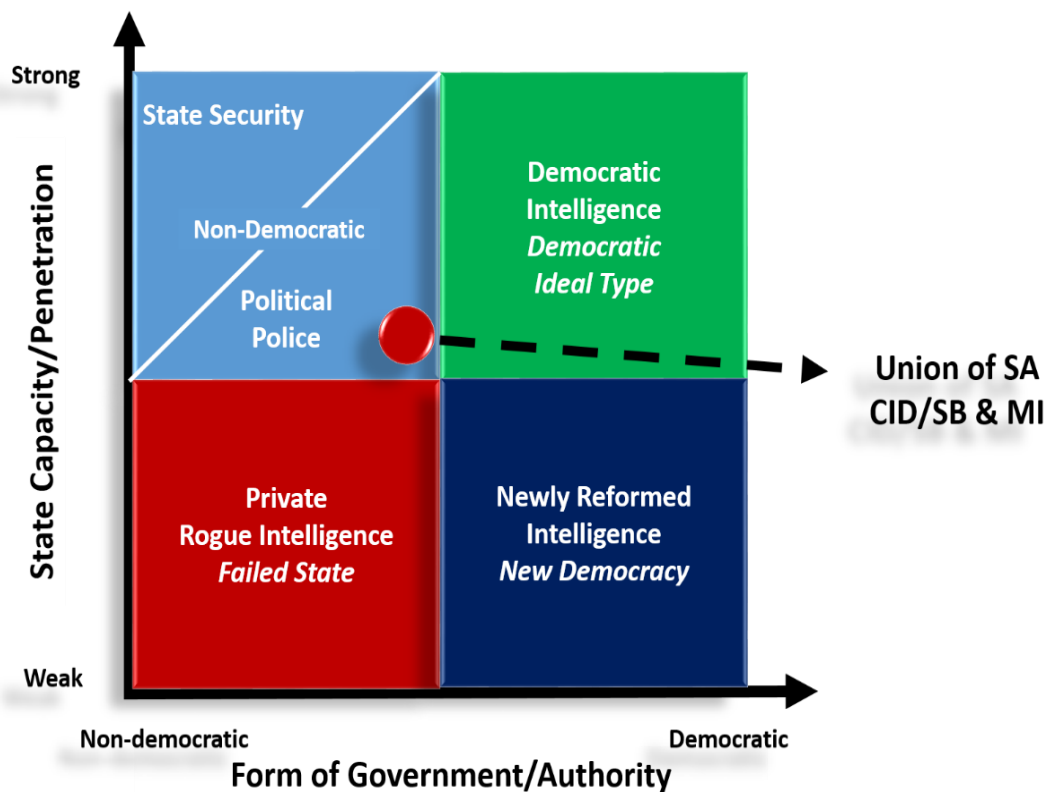 Strong
State Security
Non-Democratic
Political
Police
Democratic
Intelligence
Democratic
Ideal Type
Union of SA
CID/SB & MI
State Capacity/Penetration
Private
Rogue Intelligence
Failed State
Newly Reformed
Intelligence
New Democracy
Weak
Non-democratic
Democratic
Form of Government/Authority